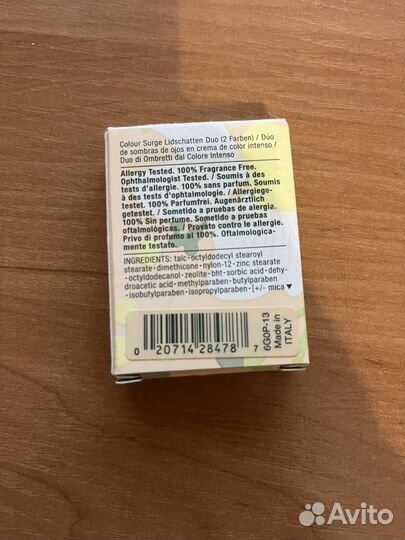 Colour Surge Lidschatten Duo (2 Farben) / Dúo
de sombras de ojos en crema de color intenso /
Duo di Ombretti dal Colore Intenso
Allergy Tested. 100% Fragrance Free.
Ophthalmologist Tested. / Soumis à des
tests d'allergie. 100% sans parfum. Soumis
à des tests d'ophtalmologie. / Allergiege-
testet. 100% Parfumfrei. Augenärztlich
getestet. / Sometido a pruebas de alergia.
100% Sin perfume. Sometido a pruebas
oftalmológicas. / Provato contro le allergie.
Privo di profumo al 100%. Oftalmologica-
mente testato.
INGREDIENTS: talc • octyldodecyl stearoyl
stearate • dimethicone • nylon-12 • zinc stearate
• octyldodecanol • zeolite • bht • sorbic acid • dehy-
droacetic acid • methylparaben • butylparaben
• isobutylparaben • isopropylparaben • [+/- mica ▼
0 20714 28478 7
6G0P-13
Made in
ITALY
Avito